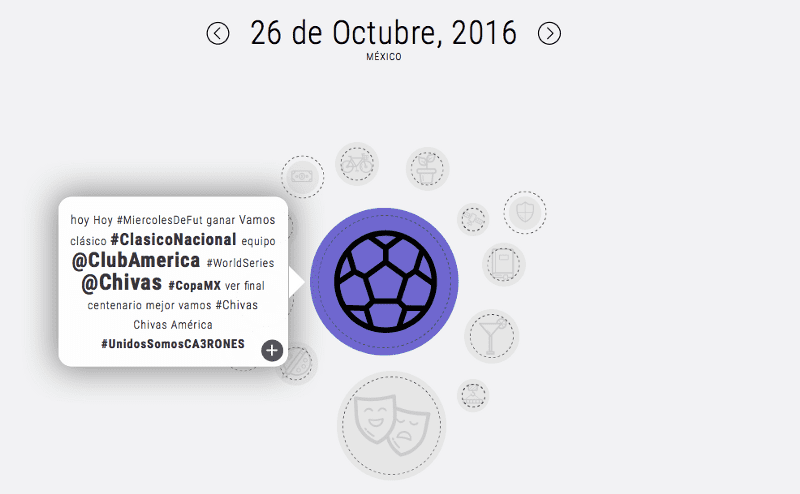 26 de Octubre, 2016
MÉXICO
hoy Hoy #MiercolesDeFut ganar Vamos
clásico #ClasicoNacional equipo
@ClubAmerica #WorldSeries
@Chivas #CopaMX ver final
centenario mejor vamos #Chivas
Chivas América
#UnidosSomosCA3RONES